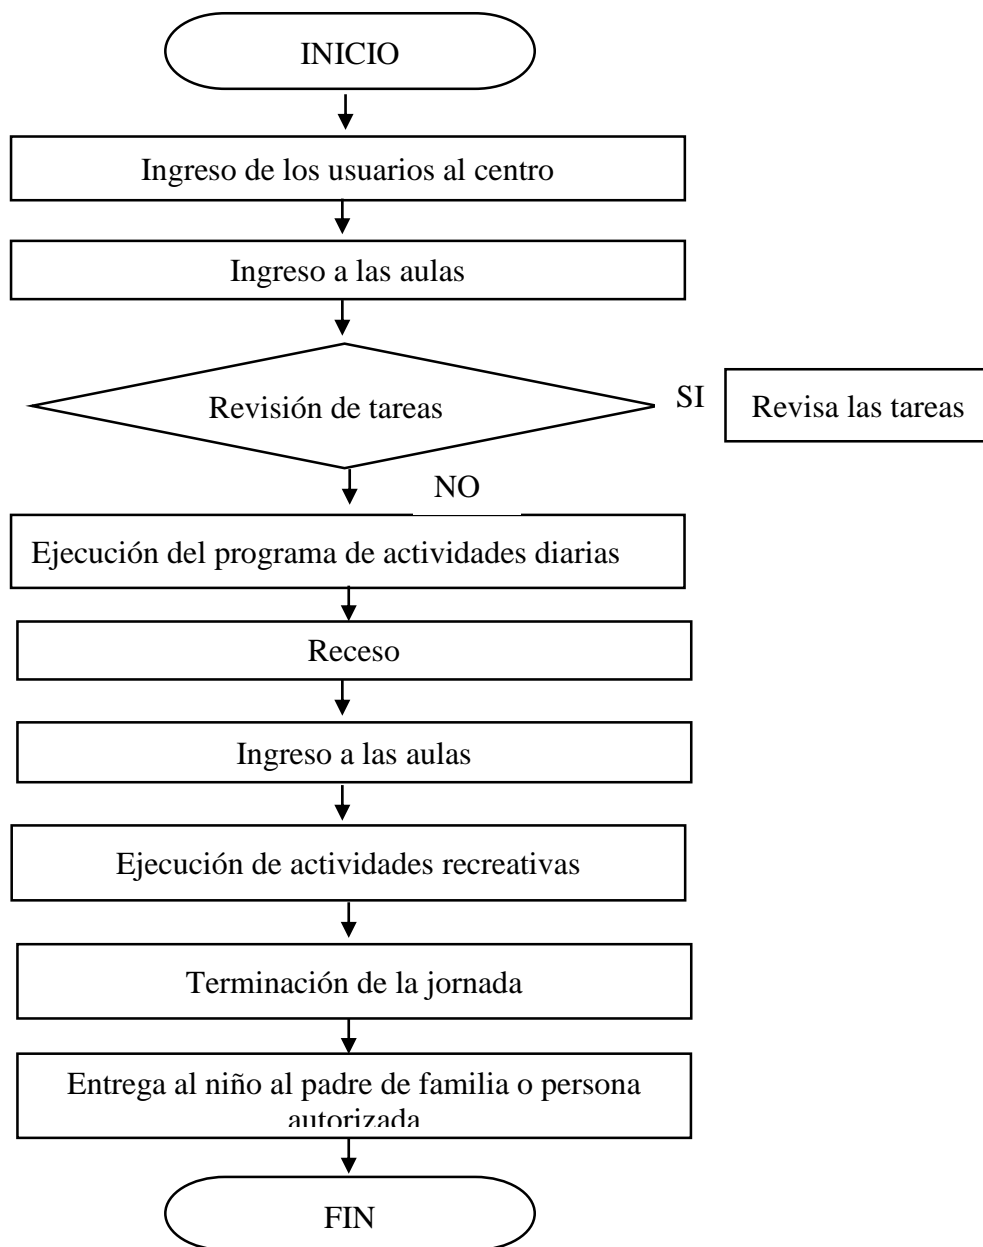 INICIO
Ingreso de los usuarios al centro
Ingreso a las aulas
Revisión de tareas
SI
Revisa las tareas
NO
Ejecución del programa de actividades diarias
Receso
Ingreso a las aulas
Ejecución de actividades recreativas
Terminación de la jornada
Entrega al niño al padre de familia o persona
autorizada
FIN